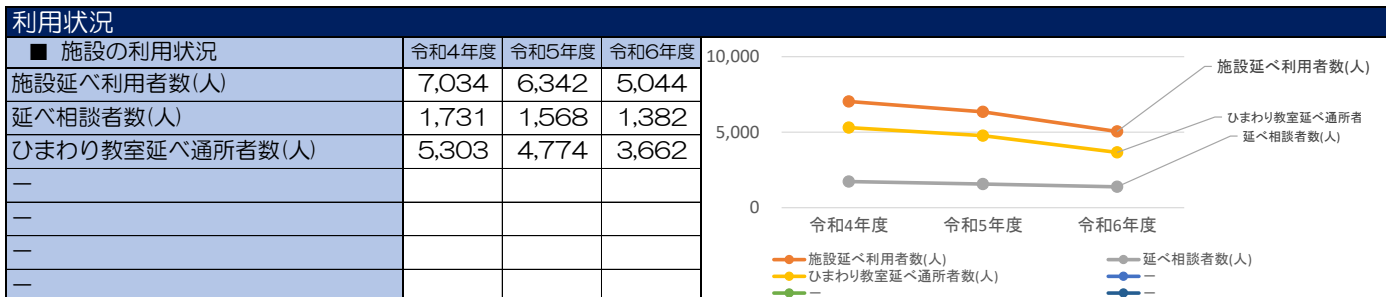 利用状況
■ 施設の利用状況 令和4年度 令和5年度 令和6年度
施設延べ利用者数(人) 7,034 6,342 5,044
延べ相談者数(人) 1,731 1,568 1,382
ひまわり教室延べ通所者数(人) 5,303 4,774 3,662
―
―
―
―
10,000
5,000
0
施設延べ利用者数(人)
ひまわり教室延べ通所者
延べ相談者数(人)
令和4年度 令和5年度 令和6年度
施設延べ利用者数(人) 延べ相談者数(人)
ひまわり教室延べ通所者数(人) ―
― ―